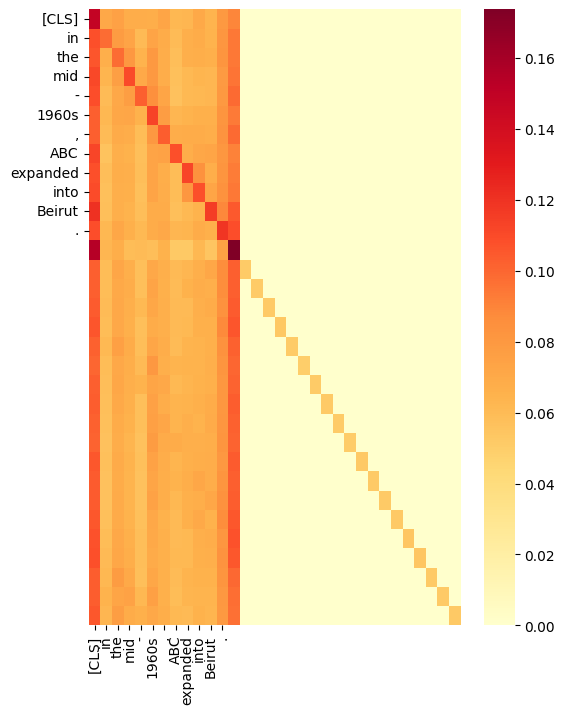 [CLS]
in
the
mid
-
1960s
,
ABC
expanded
into
Beirut
.
0.16
0.14
0.12
0.10
0.08
0.06
0.04
0.02
0.00
[CLS]
in
the
mid
-
1960s
,
ABC
expanded
into
Beirut
.